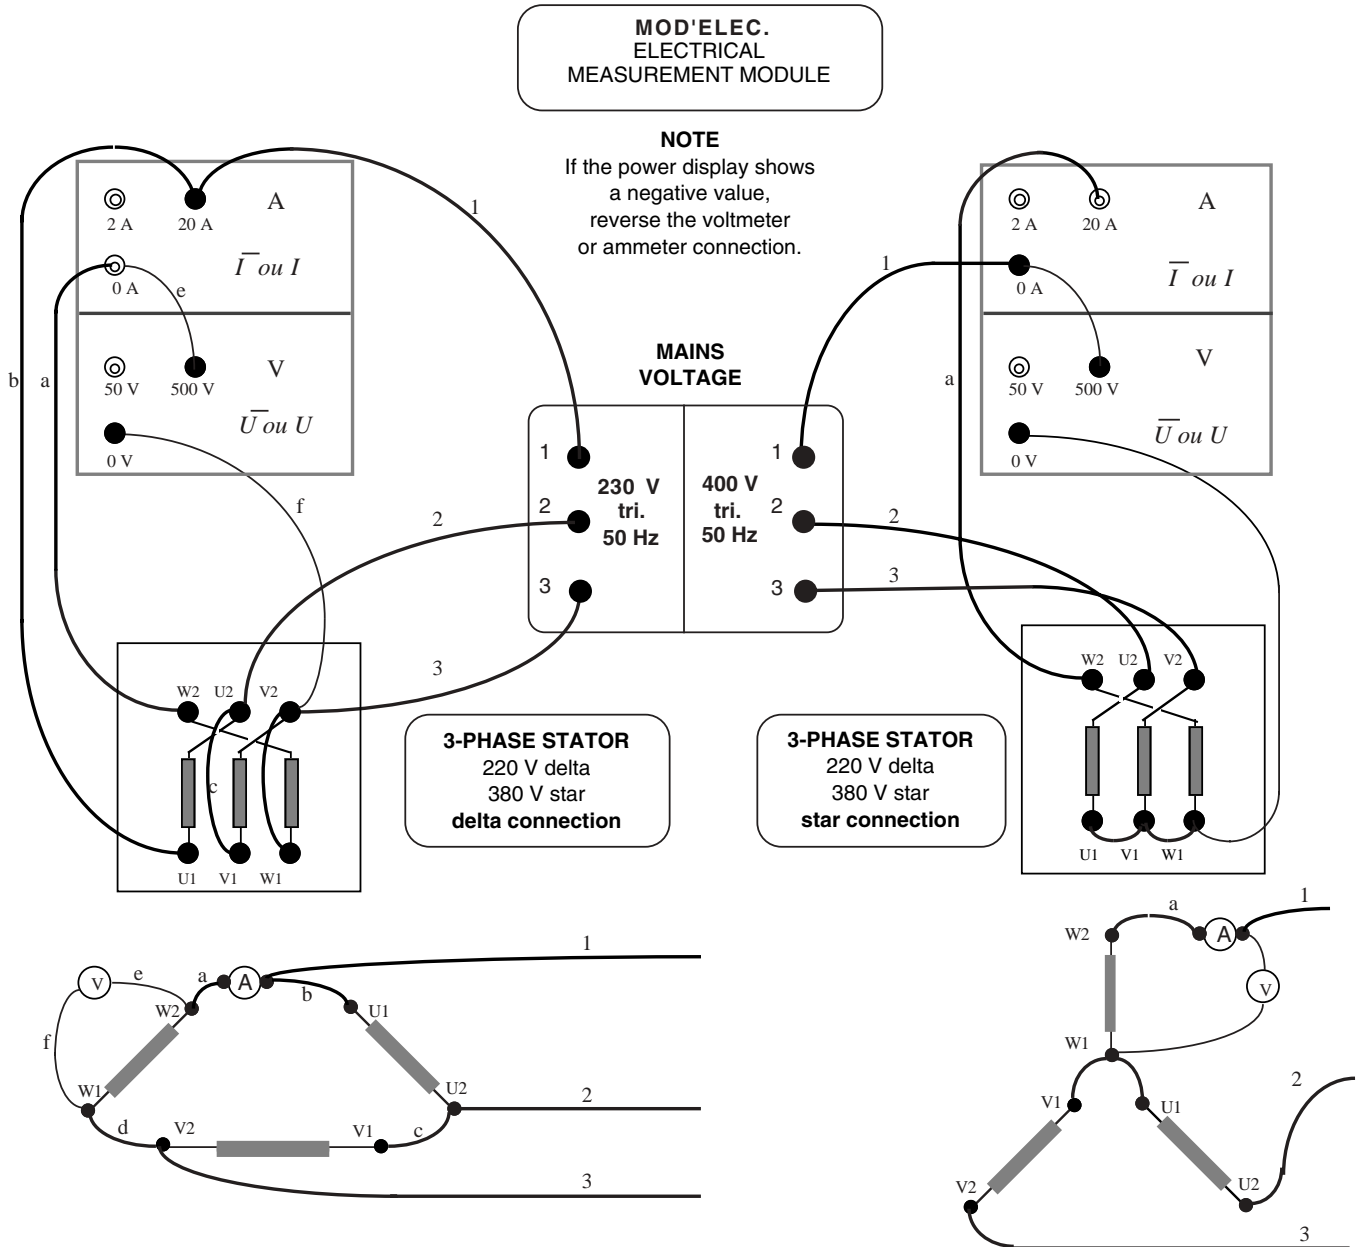 MOD'ELEC.
ELECTRICAL
MEASUREMENT MODULE
NOTE
If the power display shows
a negative value,
reverse the voltmeter
or ammeter connection.
A
2 A
20 A
I ou I
0 A
e
V
50 V
500 V
U ou U
0 V
b
a
f
1
2
3
W2 U2 V2
c
U1 V1 W1
MAINS
VOLTAGE
1
2
3
230 V
tri.
50 Hz
400 V
tri.
50 Hz
1
2
3
A
2 A
20 A
I ou I
0 A
V
50 V
500 V
U ou U
0 V
1
a
2
3
W2 U2 V2
U1 V1 W1
3-PHASE STATOR
220 V delta
380 V star
delta connection
3-PHASE STATOR
220 V delta
380 V star
star connection
1
V
e
a
A
b
W2
U1
f
W1
U2
2
d
V2
V1
c
3
a
1
W2
A
V
W1
2
V1
U1
V2
U2
3